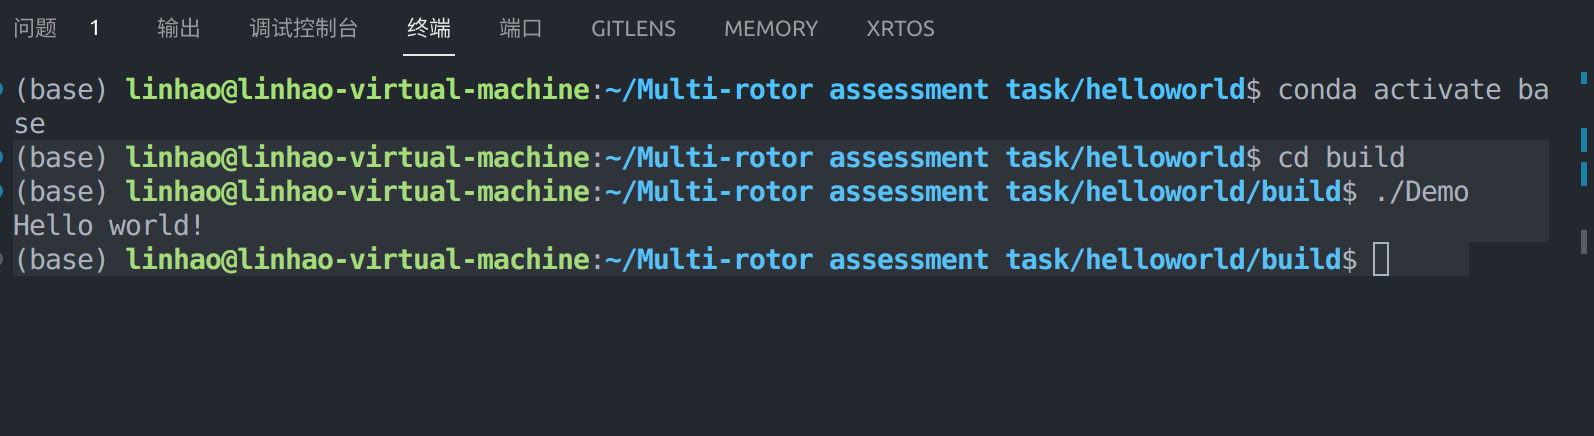 问题 1 输出 调试控制台 终端 端口 GITLENS MEMORY XRTOS
(base) linhao@linhao-virtual-machine:~/Multi-rotor assessment task/helloworld$ conda activate ba
se
(base) linhao@linhao-virtual-machine:~/Multi-rotor assessment task/helloworld$ cd build
(base) linhao@linhao-virtual-machine:~/Multi-rotor assessment task/helloworld/build$ ./Demo
Hello world!
(base) linhao@linhao-virtual-machine:~/Multi-rotor assessment task/helloworld/build$